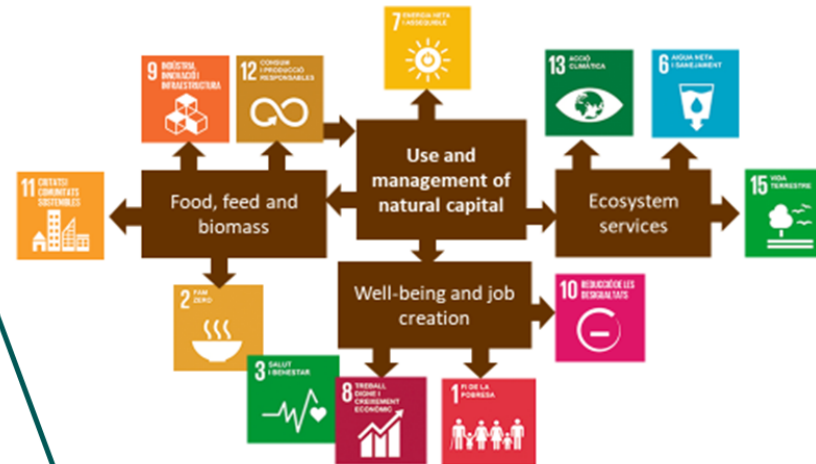 7 ENERGIA NETA
I ASSEQUIBLE
9 INDÚSTRIA,
INNOVACIÓ I
INFRAESTRUCTURA
12 CONSUM
I PRODUCCIÓ
RESPONSABLES
13 ACCIÓ
CLIMÀTICA
6 AIGUA NETA
I SANEJAMENT
11 CIUTATS I
COMUNITATS
SOSTENIBLES
Food, feed and
biomass
Use and
management of
natural capital
Ecosystem
services
15 VIDA
TERRESTRE
2 FAM
ZERO
Well-being and job
creation
10 REDUCCIÓ DE LES
DESIGUALTATS
3 SALUT
I BENESTAR
8 TREBALL
DIGNE I
CREIXEMENT
ECONÒMIC
1 FI DE LA
POBRESA